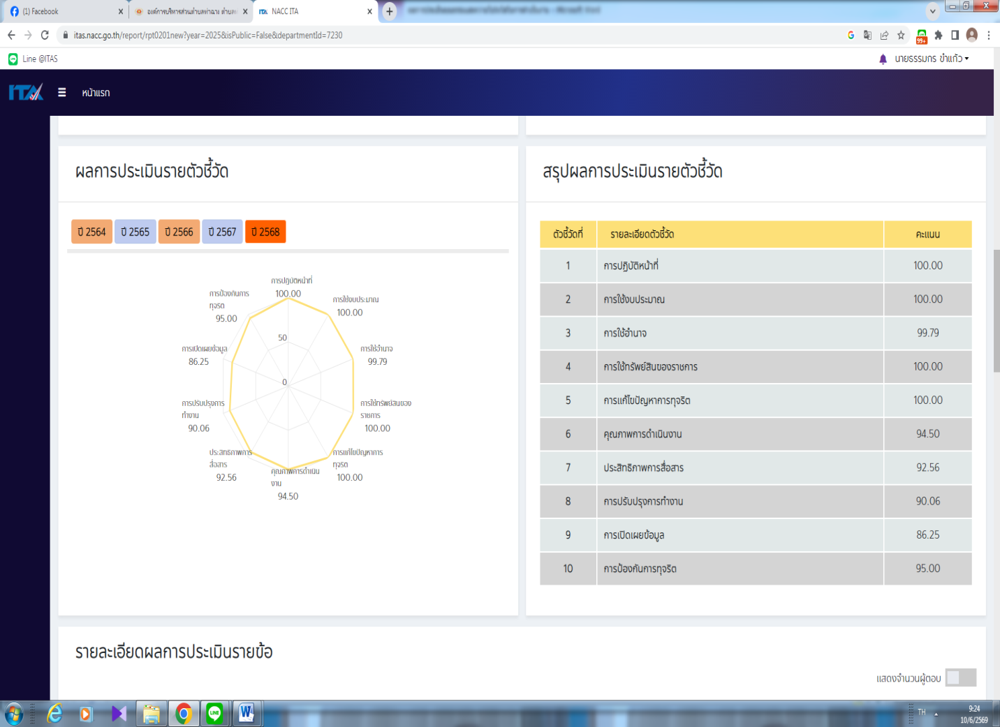 (1) Facebook
องค์การบริหารส่วนตำบลท่าฉาง ตำบล
NACC ITA
itas.nacc.go.th/report/rpt0201new?year=2025&isPublic=False&departmentId=7230
99+
Line @ITAS
นายธรรมกร ขำแก้ว
ITA
หน้าแรก
ผลการประเมินรายตัวชี้วัด
ปี 2564
ปี 2565
ปี 2566
ปี 2567
ปี 2568
การปฏิบัติหน้าที่
100.00
การใช้งบประมาณ
100.00
การใช้อำนาจ
99.79
การใช้ทรัพย์สินของ
ราชการ
100.00
การแก้ไขปัญหาการ
ทุจริต
100.00
คุณภาพการดำเนิน
งาน
94.50
ประสิทธิภาพการ
สื่อสาร
92.56
การปรับปรุงการ
ทำงาน
90.06
การเปิดเผยข้อมูล
86.25
การป้องกันการ
ทุจริต
95.00
50
0
สรุปผลการประเมินรายตัวชี้วัด
ตัวชี้วัดที่ รายละเอียดตัวชี้วัด คะแนน
1 การปฏิบัติหน้าที่ 100.00
2 การใช้งบประมาณ 100.00
3 การใช้อำนาจ 99.79
4 การใช้ทรัพย์สินของราชการ 100.00
5 การแก้ไขปัญหาการทุจริต 100.00
6 คุณภาพการดำเนินงาน 94.50
7 ประสิทธิภาพการสื่อสาร 92.56
8 การปรับปรุงการทำงาน 90.06
9 การเปิดเผยข้อมูล 86.25
10 การป้องกันการทุจริต 95.00
รายละเอียดผลการประเมินรายข้อ
แสดงจำนวนผู้ตอบ
TH
9:24
10/6/2569